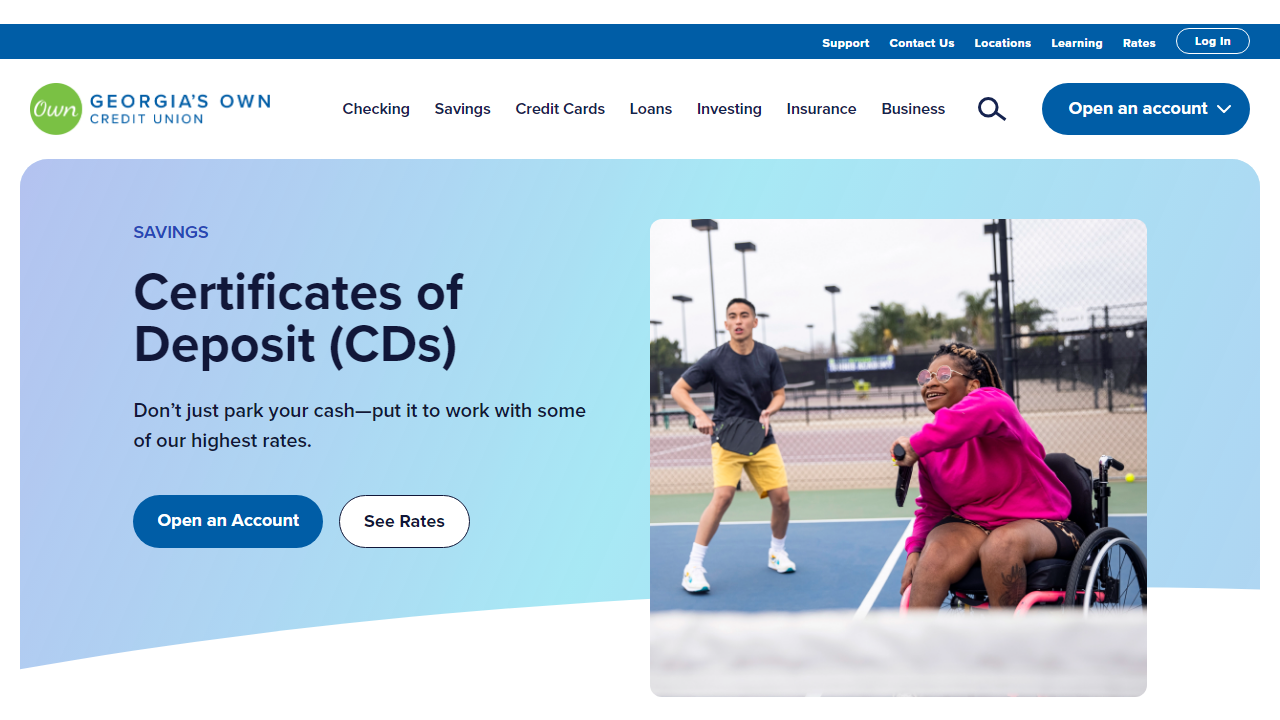 Support Contact Us Locations Learning Rates Log In
Own GEORGIA'S OWN
CREDIT UNION
Checking Savings Credit Cards Loans Investing Insurance Business Open an account
SAVINGS
Certificates of
Deposit (CDs)
Don’t just park your cash—put it to work with some
of our highest rates.
Open an Account See Rates